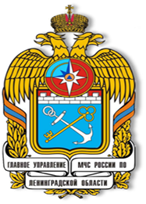 ГЛАВНОЕ УПРАВЛЕНИЕ МЧС РОССИИ ПО
ЛЕНИНГРАДСКОЙ ОБЛАСТИ